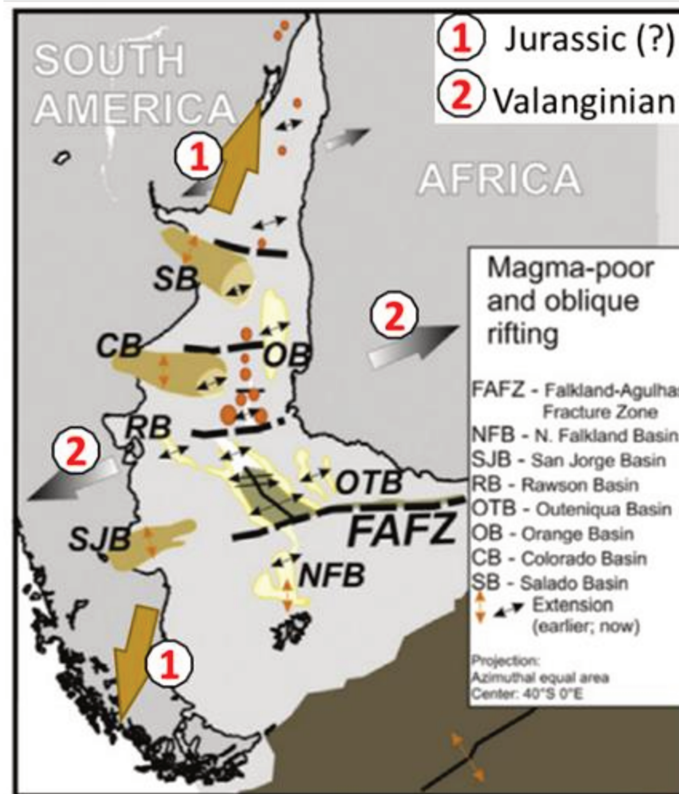 1 Jurassic (?)
2 Valanginian
SOUTH
AMERICA
1
AFRICA
SB
2
CB
OB
RB
2
OTB
FAFZ
SJB
NFB
1
Magma-poor
and oblique
rifting
FAFZ - Falkland-Agulhas
Fracture Zone
NFB - N. Falkland Basin
SJB - San Jorge Basin
RB - Rawson Basin
OTB - Outeniqua Basin
OB - Orange Basin
CB - Colorado Basin
SB - Salado Basin
Extension
(earlier; now)
Projection:
Azimuthal equal area
Center: 40°S 0°E